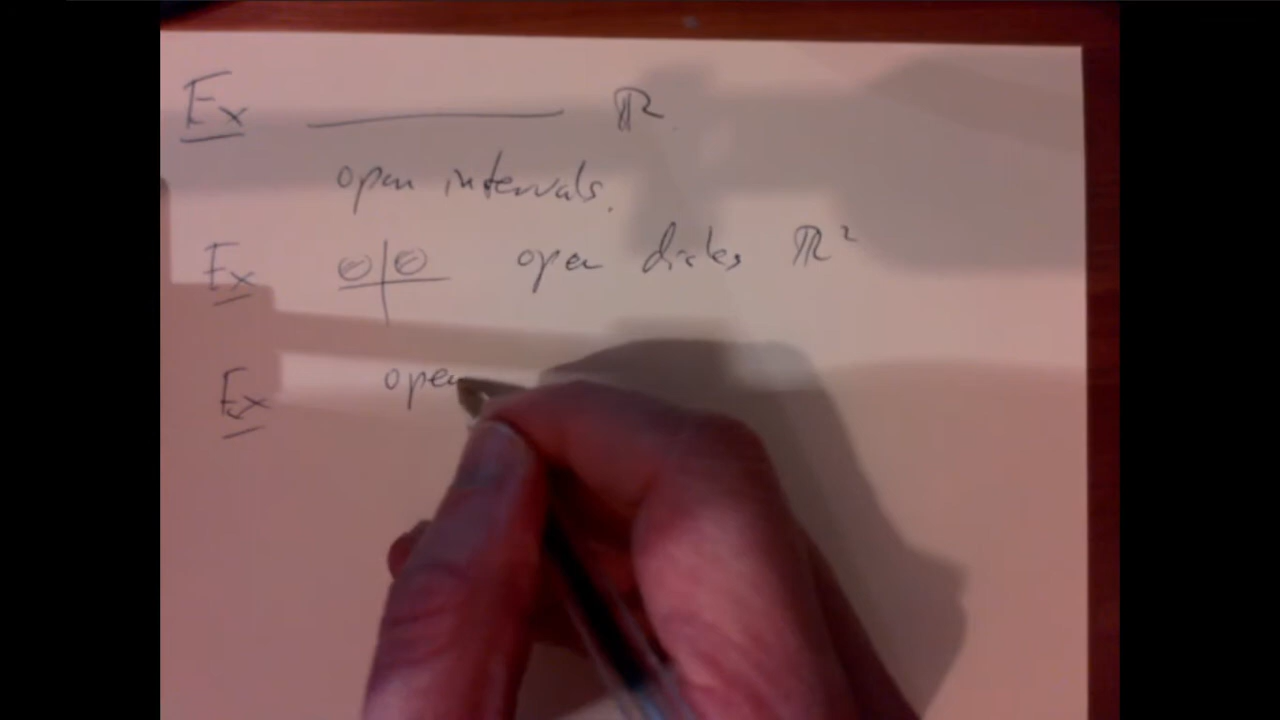 Ex ℝ
open intervals.
Ex open disks ℝ²
Ex open